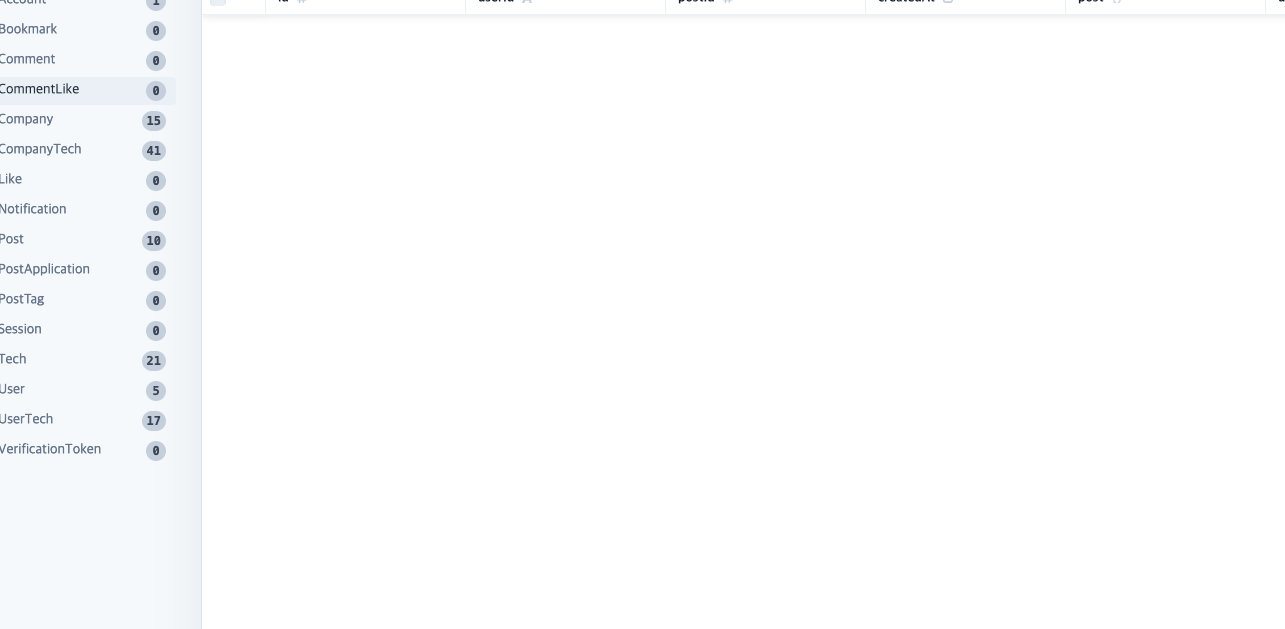 Account 1
id userId postId createdAt post
Bookmark 0
Comment 0
CommentLike 0
Company 15
CompanyTech 41
Like 0
Notification 0
Post 10
PostApplication 0
PostTag 0
Session 0
Tech 21
User 5
UserTech 17
VerificationToken 0